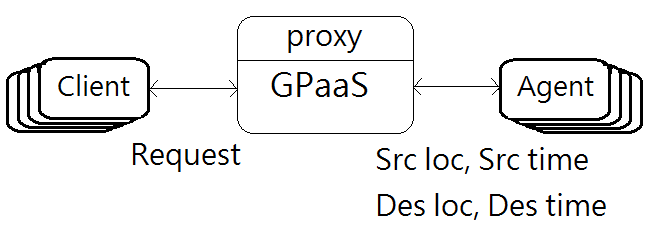 proxy
Client
GPaaS
Agent
Request
Src loc, Src time
Des loc, Des time